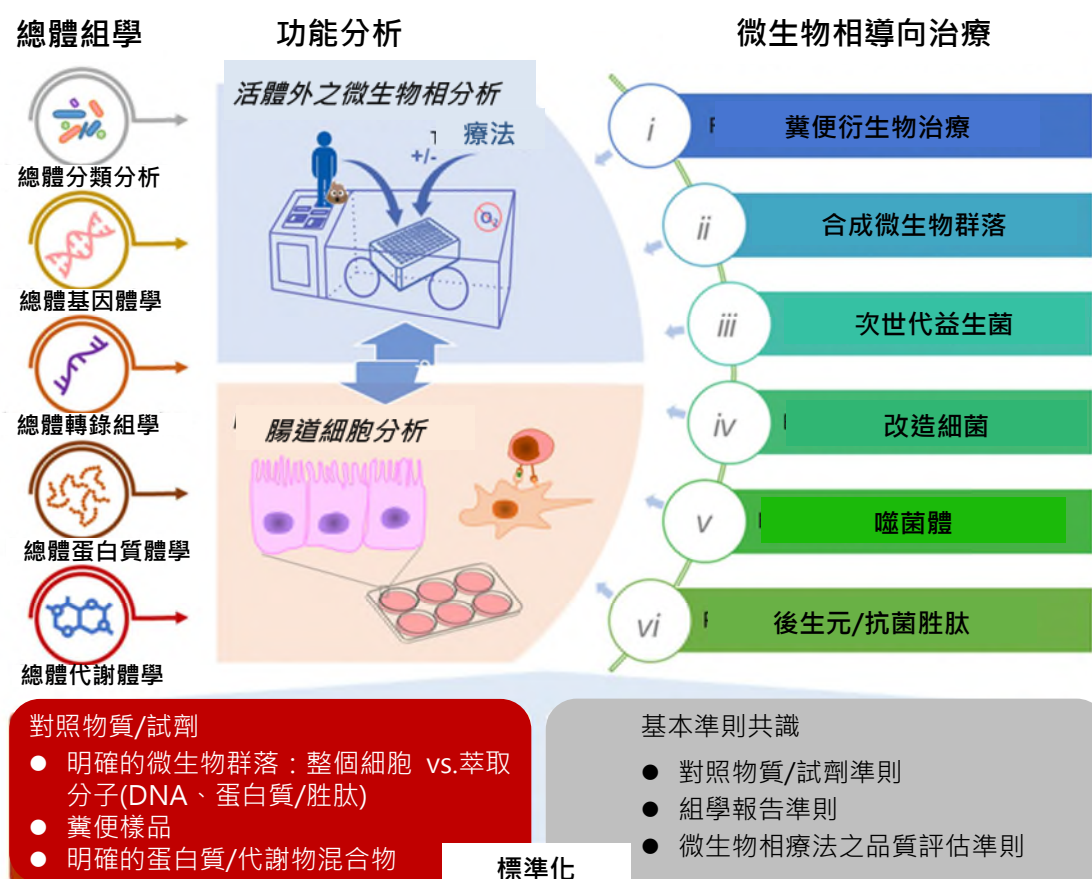 總體組學
功能分析
微生物相導向治療
總體分類分析
總體基因體學
總體轉錄組學
總體蛋白質體學
總體代謝體學
活體外之微生物相分析
療法
+/-
O2
腸道細胞分析
i
糞便衍生物治療
ii
合成微生物群落
iii
次世代益生菌
iv
改造細菌
v
噬菌體
vi
後生元/抗菌胜肽
對照物質/試劑
● 明確的微生物群落:整個細胞 vs.萃取
分子(DNA、蛋白質/胜肽)
● 糞便樣品
● 明確的蛋白質/代謝物混合物
標準化
基本準則共識
● 對照物質/試劑準則
● 組學報告準則
● 微生物相療法之品質評估準則